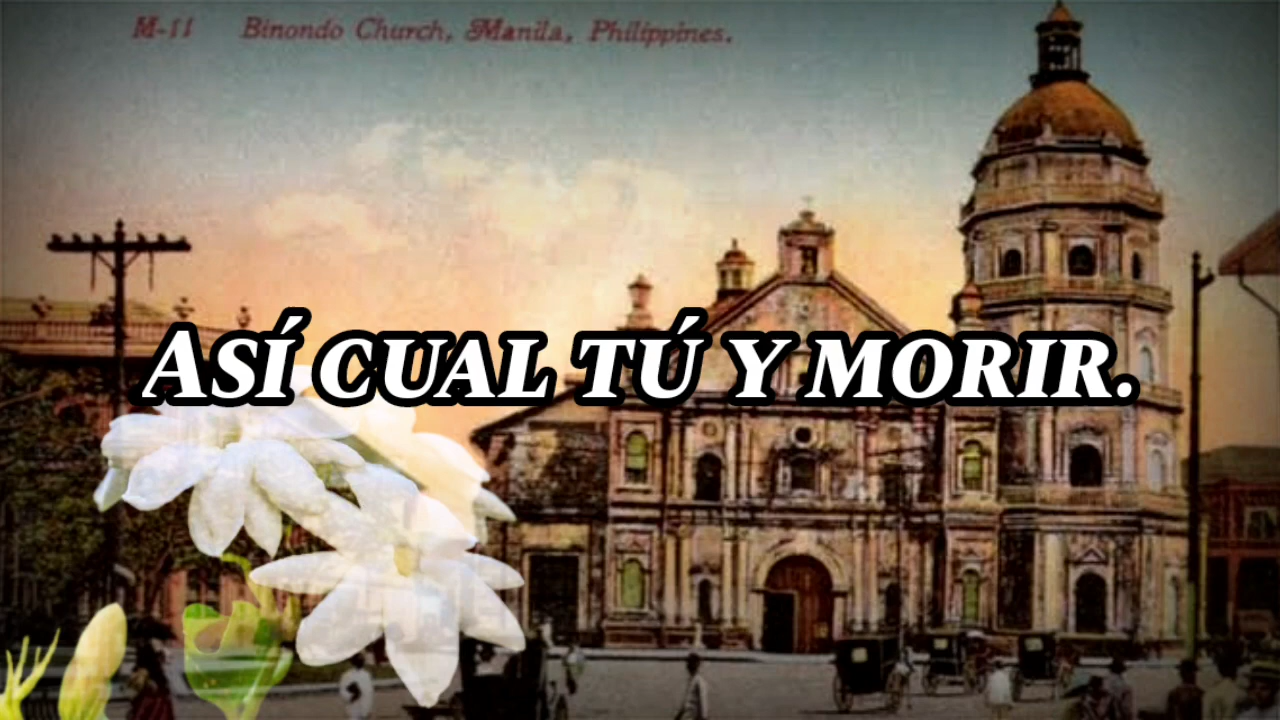 M-11 Binondo Church, Manila, Philippines.
ASÍ CUAL TÚ Y MORIR.